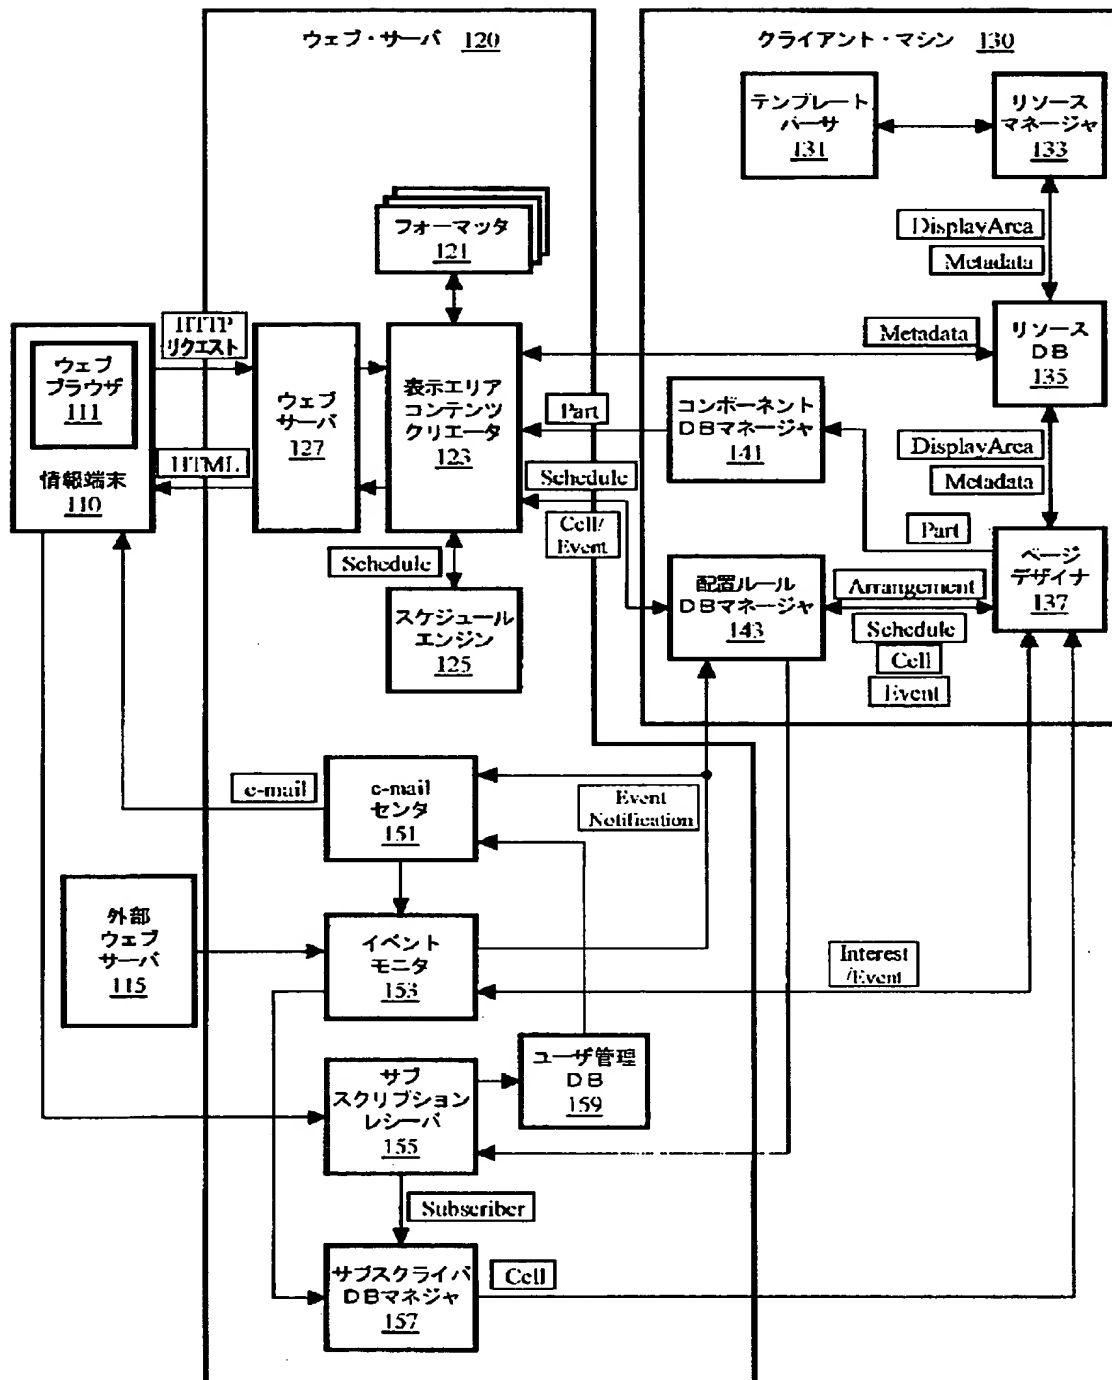 ウェブ・サーバ 120
クライアント・マシン 130
テンプレート
パーサ
131
リソース
マネージャ
133
DisplayArea
Metadata
フォーマッタ
121
HTTP
リクエスト
ウェブ
ブラウザ
111
情報端末
110
HTML
ウェブ
サーバ
127
表示エリア
コンテンツ
クリエータ
123
Metadata
リソース
DB
135
Part
コンポーネント
DBマネージャ
141
DisplayArea
Metadata
Schedule
Cell/
Event
Part
Schedule
スケジュール
エンジン
125
配置ルール
DBマネージャ
143
Arrangement
Schedule
Cell
Event
ページ
デザイナ
137
e-mail
e-mail
センタ
151
Event
Notification
外部
ウェブ
サーバ
115
イベント
モニタ
153
Interest
/Event
サブ
スクリプション
レシーバ
155
ユーザ管理
DB
159
Subscriber
サブスクライバ
DBマネジャ
157
Cell